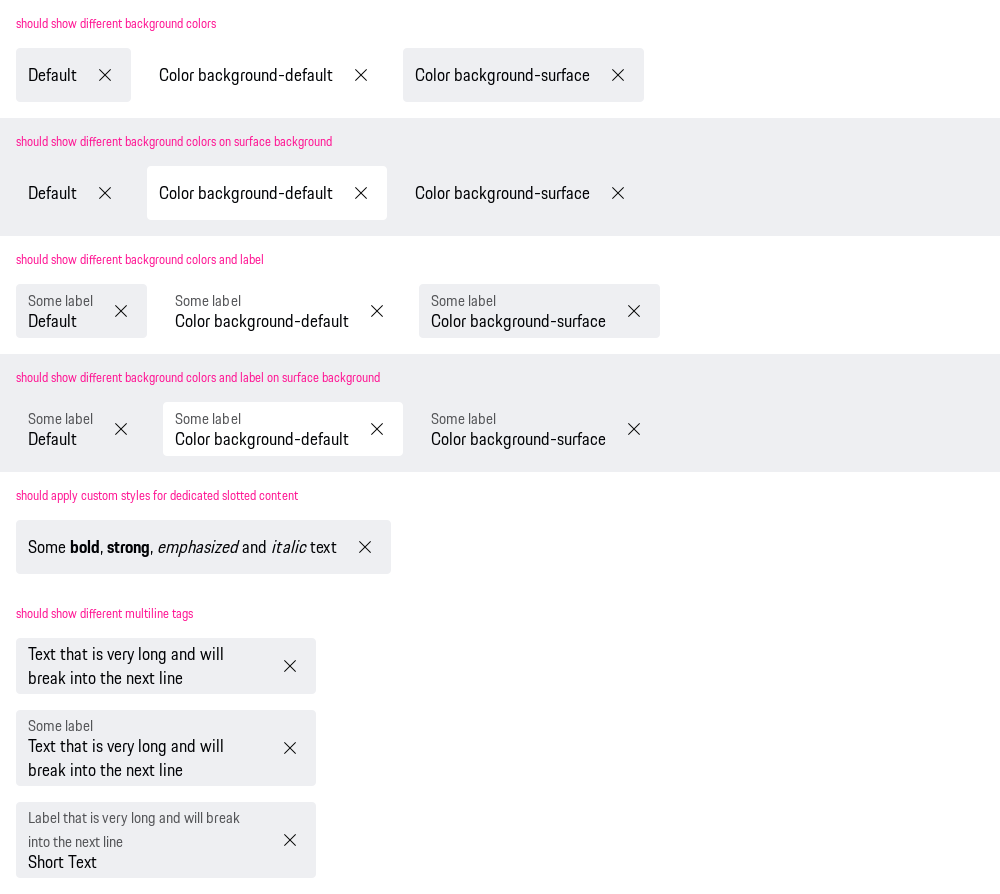 should show different background colors
Default Color background-default Color background-surface
should show different background colors on surface background
Default Color background-default Color background-surface
should show different background colors and label
Some label Some label Some label
Default Color background-default Color background-surface
should show different background colors and label on surface background
Some label Some label Some label
Default Color background-default Color background-surface
should apply custom styles for dedicated slotted content
Some bold, strong, emphasized and italic text
should show different multiline tags
Text that is very long and will
break into the next line
Some label
Text that is very long and will
break into the next line
Label that is very long and will break
into the next line
Short Text